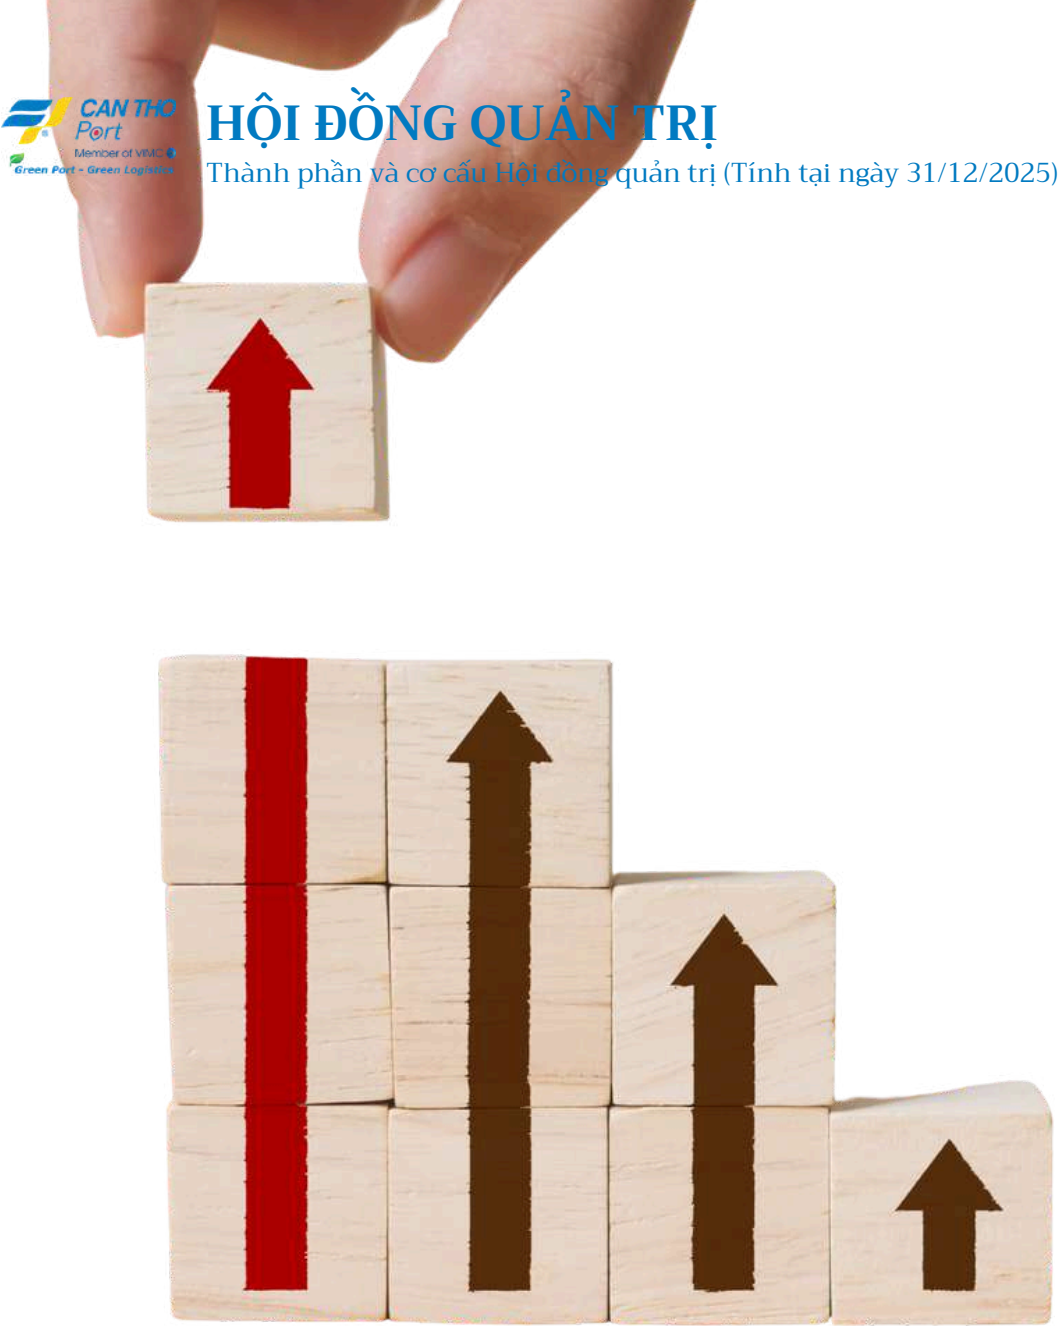 CAN THO
Port
Member of VIMC
Green Port - Green Logistics
HỘI ĐỒNG QUẢN TRỊ
Thành phần và cơ cấu Hội đồng quản trị (Tính tại ngày 31/12/2025)